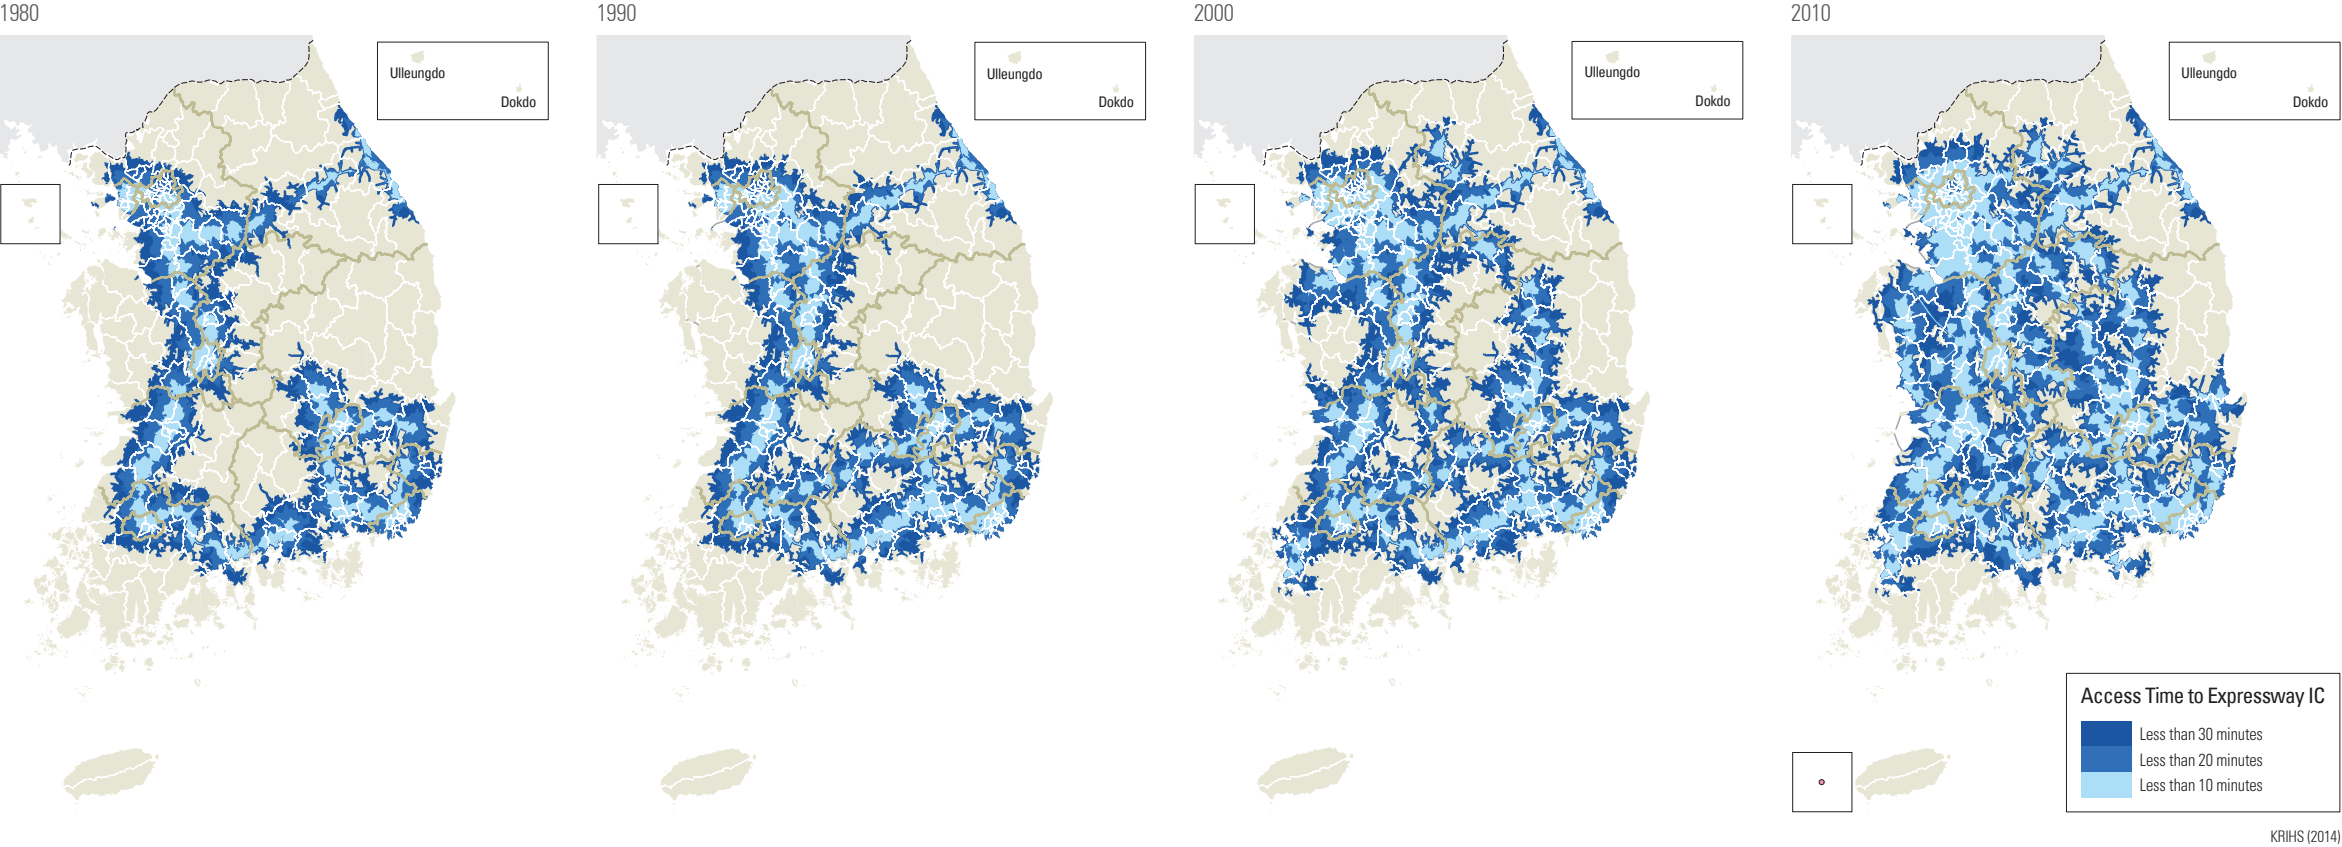 1980
1990
2000
2010
Ulleungdo
Dokdo
Ulleungdo
Dokdo
Ulleungdo
Dokdo
Ulleungdo
Dokdo
Access Time to Expressway IC
Less than 30 minutes
Less than 20 minutes
Less than 10 minutes
KRIHS (2014)